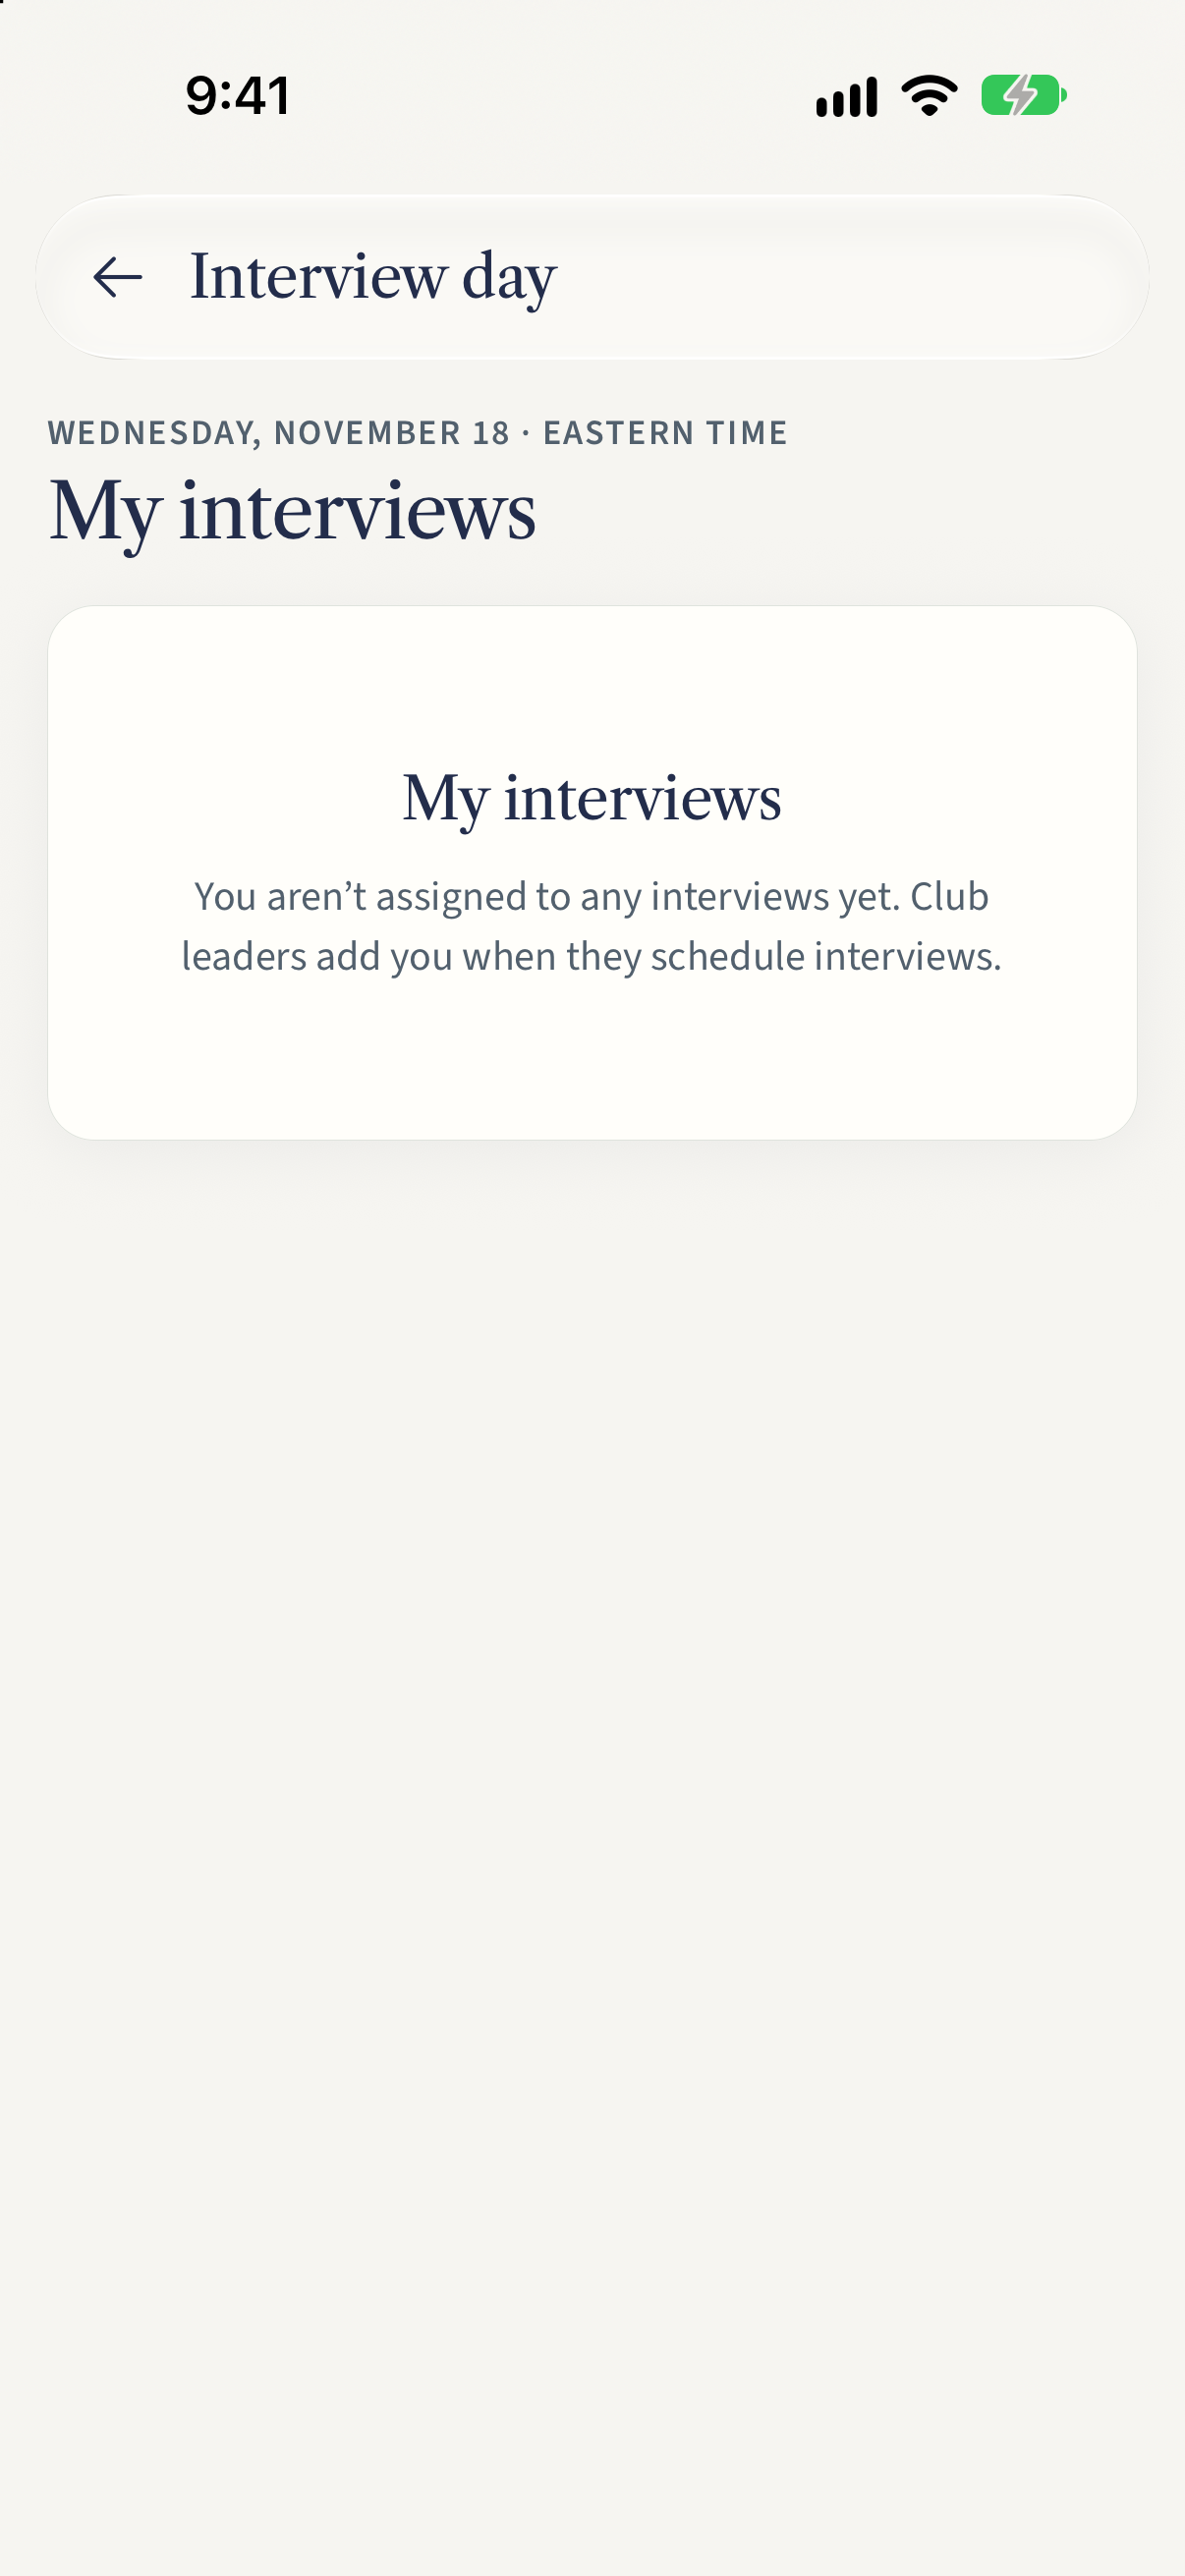 9:41
Interview day
WEDNESDAY, NOVEMBER 18 · EASTERN TIME
My interviews
My interviews
You aren’t assigned to any interviews yet. Club
leaders add you when they schedule interviews.